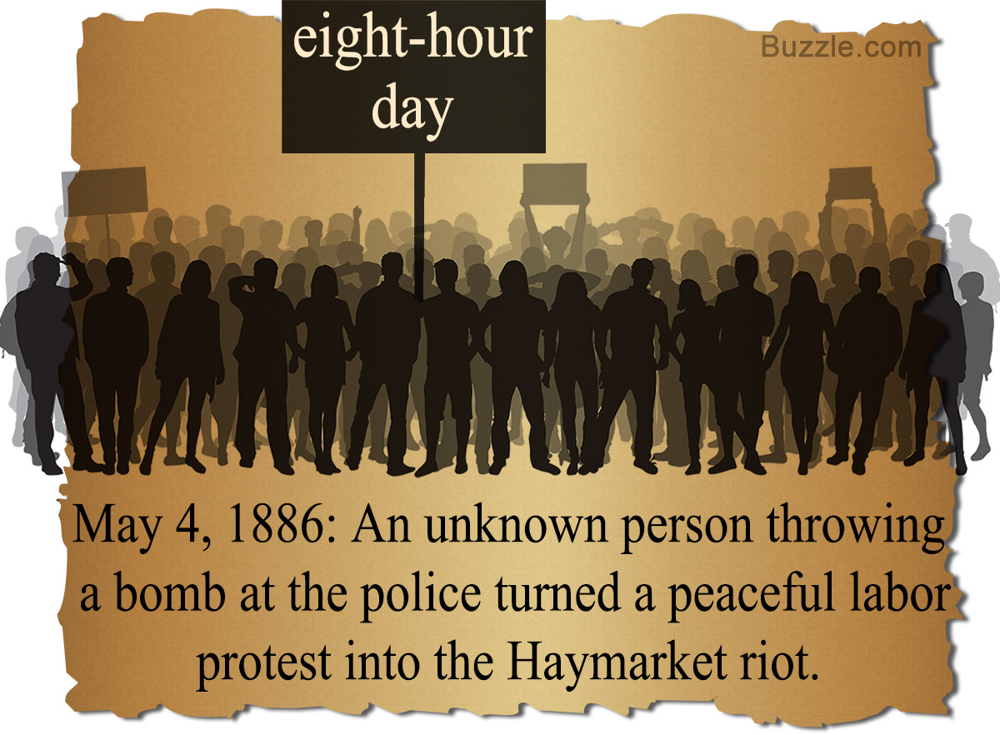 eight-hour
day
Buzzle.com
May 4, 1886: An unknown person throwing
a bomb at the police turned a peaceful labor
protest into the Haymarket riot.